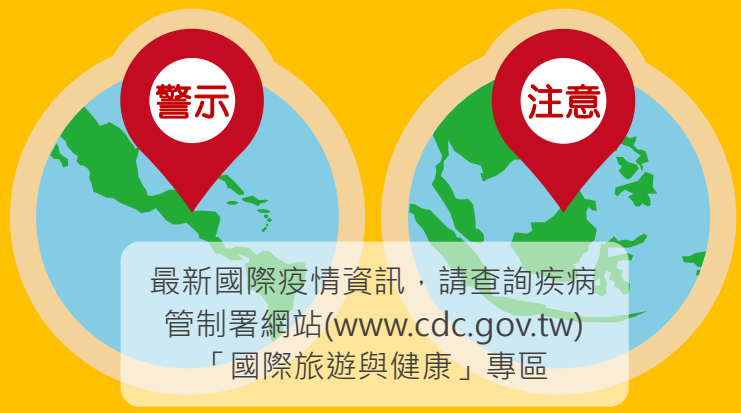 警示
注意
最新國際疫情資訊，請查詢疾病
管制署網站(www.cdc.gov.tw)
「國際旅遊與健康」專區